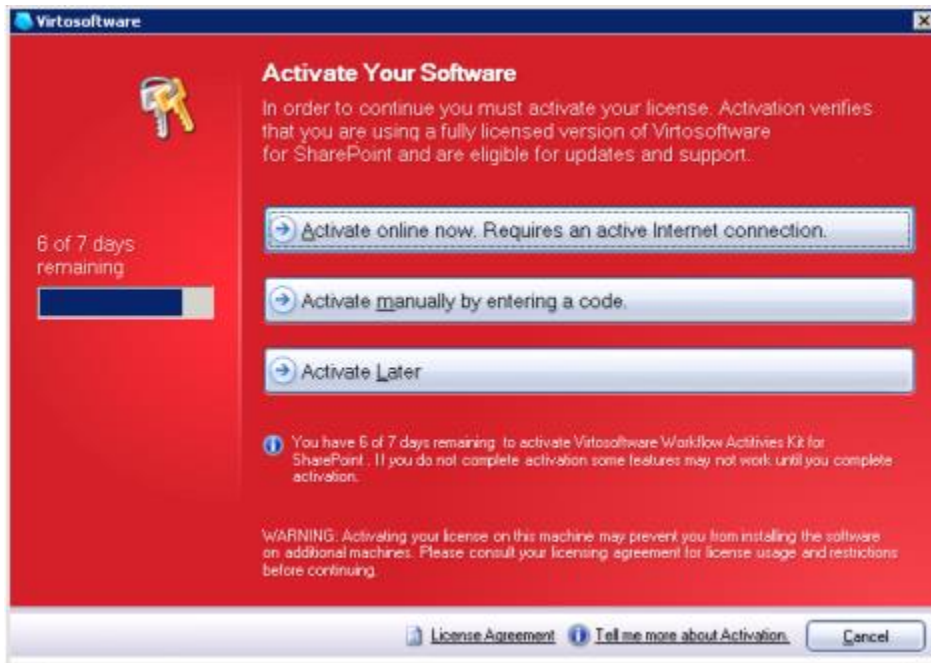 Virtosoftware
Activate Your Software
In order to continue you must activate your license. Activation verifies
that you are using a fully licensed version of Virtosoftware
for SharePoint and are eligible for updates and support.
6 of 7 days
remaining
Activate online now. Requires an active Internet connection.
Activate manually by entering a code.
Activate Later
You have 6 of 7 days remaining to activate Virtosoftware Workflow Actitivies Kit for
SharePoint . If you do not complete activation some features may not work until you complete
activation.
WARNING: Activating your license on this machine may prevent you from installing the software
on additional machines. Please consult your licensing agreement for license usage and restrictions
before continuing.
License Agreement Tell me more about Activation. Cancel